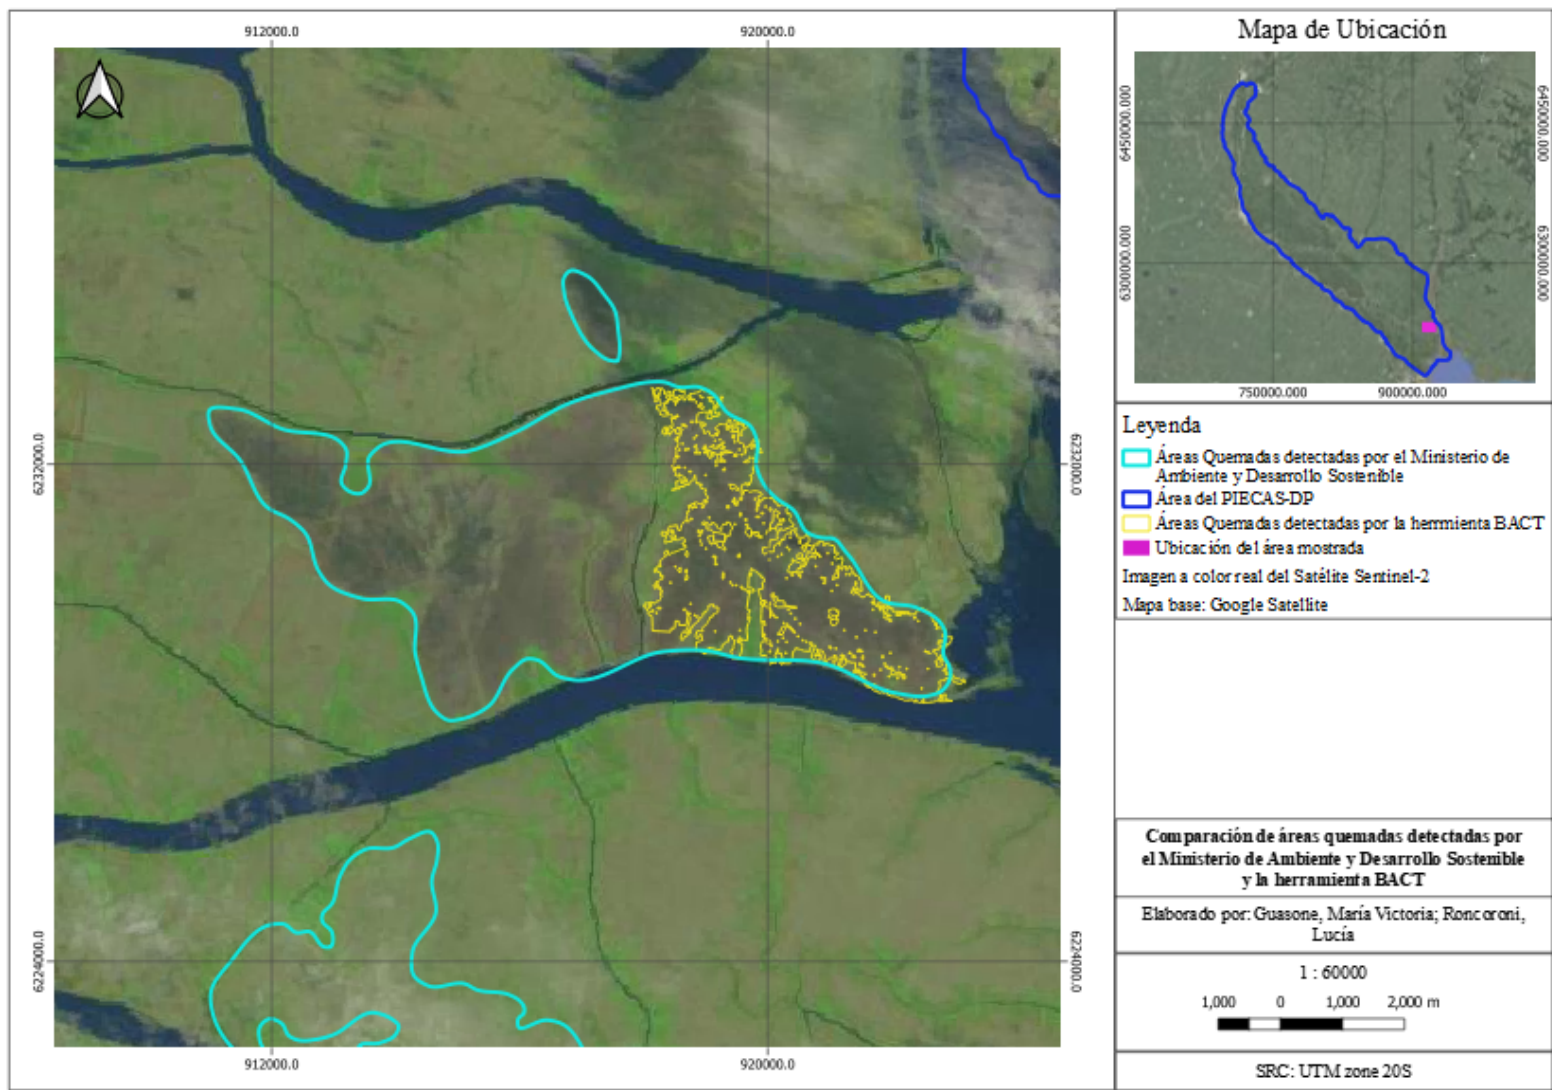 912000.0
920000.0
6232000.0
6232000.0
6224000.0
6224000.0
912000.0
920000.0
Mapa de Ubicación
6450000.000
6450000.000
6300000.000
6300000.000
750000.000
900000.000
Leyenda
Áreas Quemadas detectadas por el Ministerio de
Ambiente y Desarrollo Sostenible
Área del PIECAS-DP
Áreas Quemadas detectadas por la herrmienta BACT
Ubicación del área mostrada
Imagen a color real del Satélite Sentinel-2
Mapa base: Google Satellite
Comparación de áreas quemadas detectadas por
el Ministerio de Ambiente y Desarrollo Sostenible
y la herramienta BACT
Elaborado por: Guasone, María Victoria; Roncoroni,
Lucía
1 : 60000
1,000 0 1,000 2,000 m
SRC: UTM zone 20S